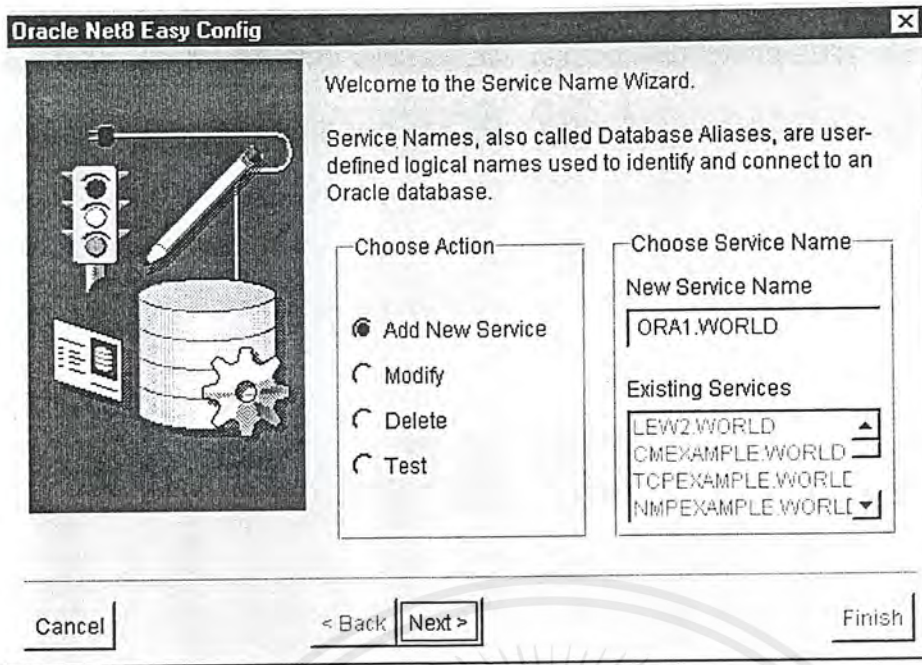 Oracle Net8 Easy Config
Welcome to the Service Name Wizard.
Service Names, also called Database Aliases, are user-
defined logical names used to identify and connect to an
Oracle database.
Choose Action
Add New Service
Modify
Delete
Test
Choose Service Name
New Service Name
ORA1.WORLD
Existing Services
LEW2.WORLD
CMEXAMPLE.WORLD
TCPEXAMPLE.WORLD
NMPEXAMPLE.WORLD
Cancel
< Back
Next >
Finish